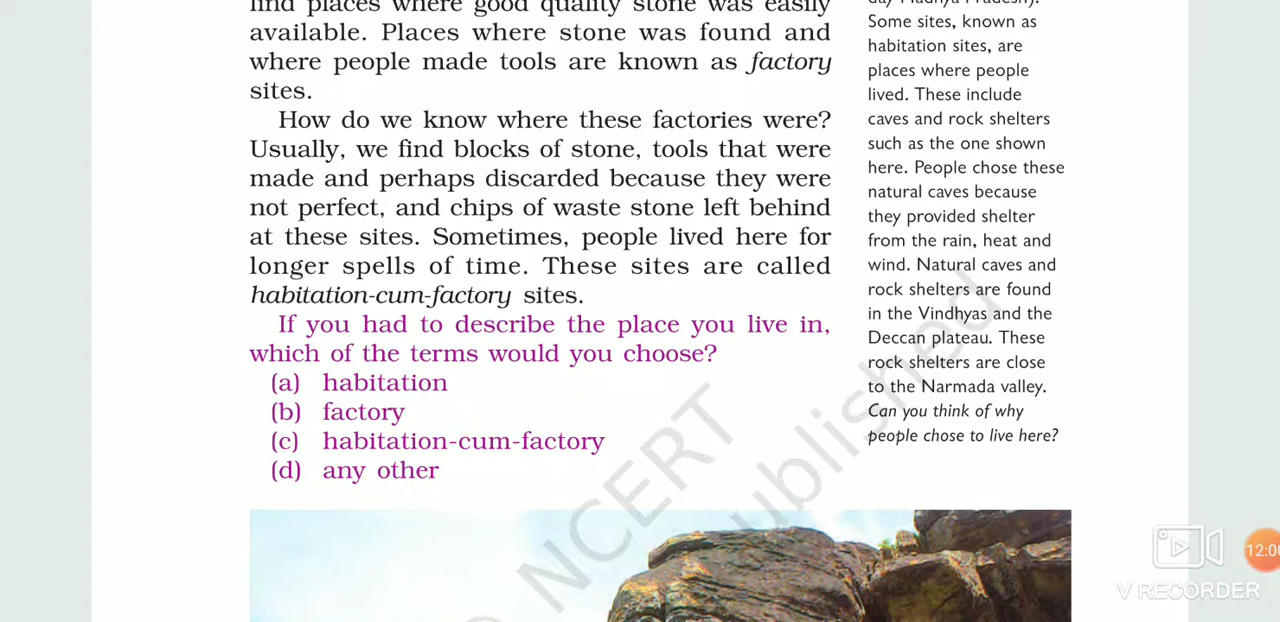 find places where good quality stone was easily
available. Places where stone was found and
where people made tools are known as factory
sites.
How do we know where these factories were?
Usually, we find blocks of stone, tools that were
made and perhaps discarded because they were
not perfect, and chips of waste stone left behind
at these sites. Sometimes, people lived here for
longer spells of time. These sites are called
habitation-cum-factory sites.
If you had to describe the place you live in,
which of the terms would you choose?
(a) habitation
(b) factory
(c) habitation-cum-factory
(d) any other
day Madhya Pradesh).
Some sites, known as
habitation sites, are
places where people
lived. These include
caves and rock shelters
such as the one shown
here. People chose these
natural caves because
they provided shelter
from the rain, heat and
wind. Natural caves and
rock shelters are found
in the Vindhyas and the
Deccan plateau. These
rock shelters are close
to the Narmada valley.
Can you think of why
people chose to live here?
NCERT
ublished
V RECORDER
12:00